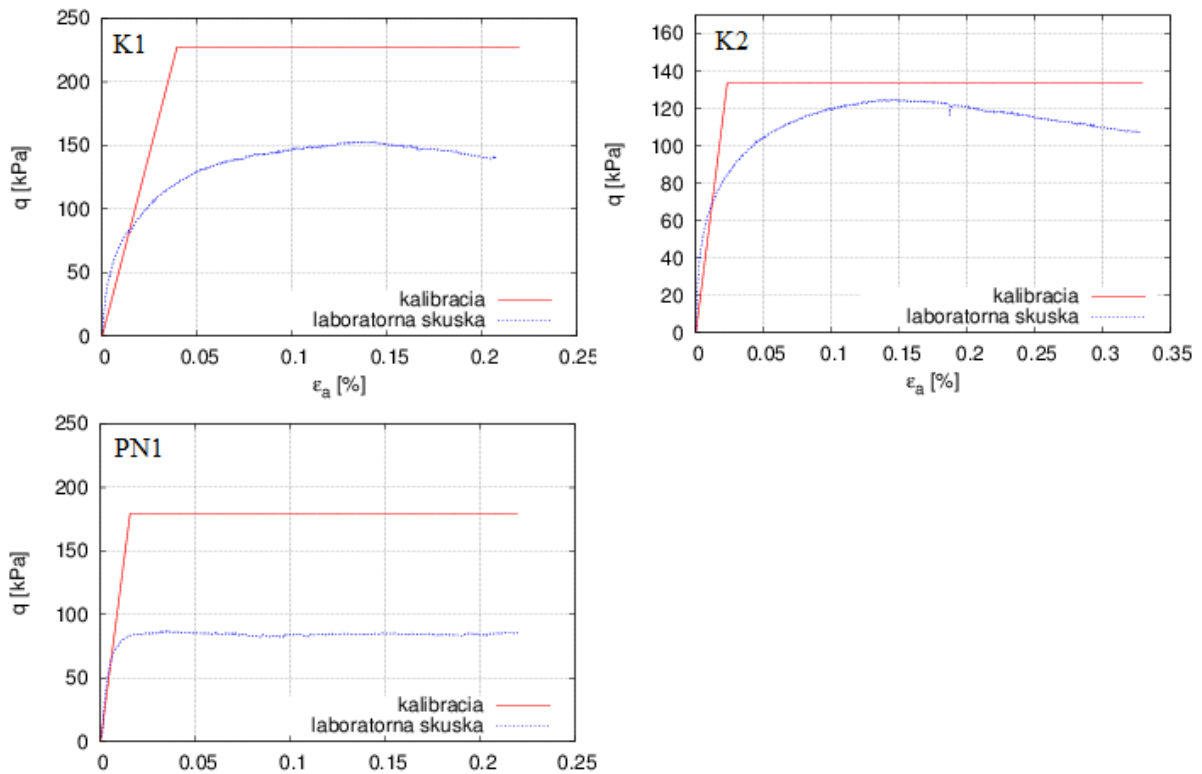 K1
250
200
150
100
50
0
q [kPa]
kalibracia
laboratorna skuska
0 0.05 0.1 0.15 0.2 0.25
εa [%]
K2
160
140
120
100
80
60
40
20
0
q [kPa]
kalibracia
laboratorna skuska
0 0.05 0.1 0.15 0.2 0.25 0.3 0.35
εa [%]
PN1
250
200
150
100
50
0
q [kPa]
kalibracia
laboratorna skuska
0 0.05 0.1 0.15 0.2 0.25